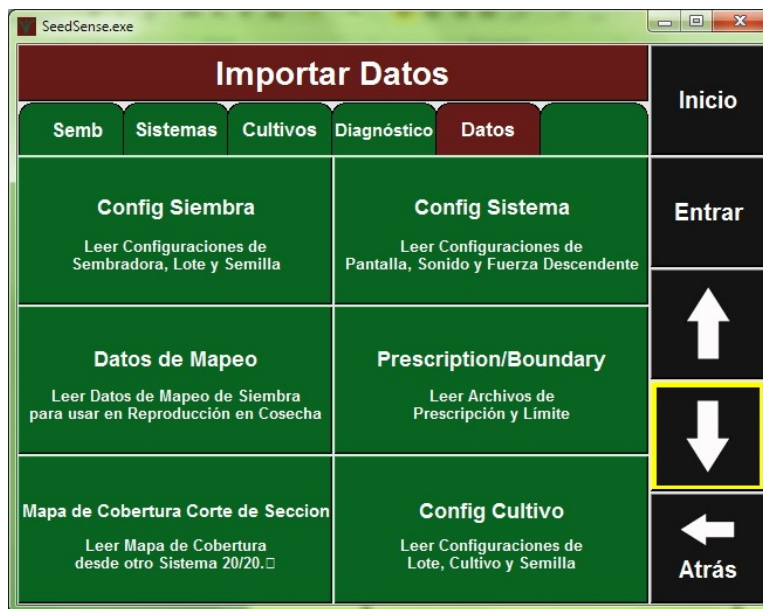 SeedSense.exe
Importar Datos
Inicio
Semb
Sistemas
Cultivos
Diagnóstico
Datos
Config Siembra
Leer Configuraciones de
Sembradora, Lote y Semilla
Config Sistema
Leer Configuraciones de
Pantalla, Sonido y Fuerza Descendente
Entrar
Datos de Mapeo
Leer Datos de Mapeo de Siembra
para usar en Reproducción en Cosecha
Prescription/Boundary
Leer Archivos de
Prescripción y Límite
Mapa de Cobertura Corte de Seccion
Leer Mapa de Cobertura
desde otro Sistema 20/20.
Config Cultivo
Leer Configuraciones de
Lote, Cultivo y Semilla
Atrás